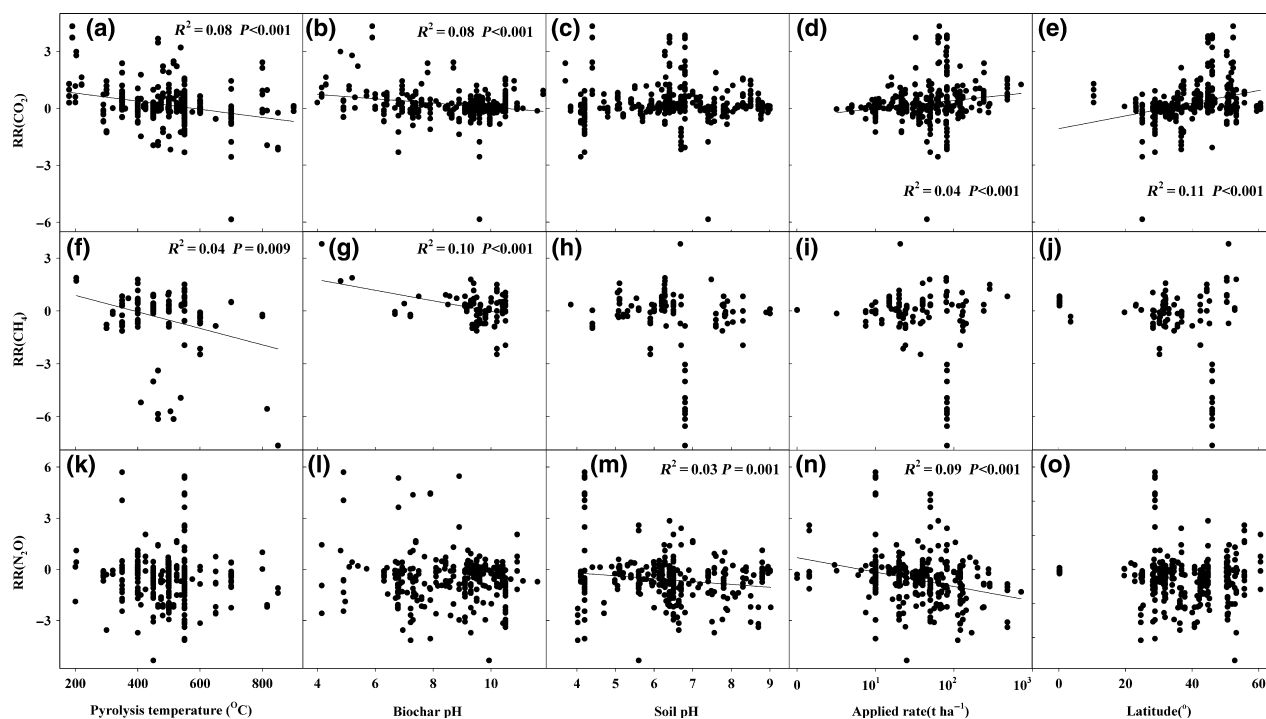 (a) R² = 0.08 P<0.001
(b) R² = 0.08 P<0.001
(c)
(d)
(e)
R² = 0.04 P<0.001
R² = 0.11 P<0.001
3
0
−3
−6
RR(CO₂)
(f) R² = 0.04 P = 0.009
(g) R² = 0.10 P<0.001
(h)
(i)
(j)
3
0
−3
−6
RR(CH₄)
(k)
(l)
(m) R² = 0.03 P = 0.001
(n) R² = 0.09 P<0.001
(o)
6
3
0
−3
RR(N₂O)
200 400 600 800
4 6 8 10
4 5 6 7 8 9
0 10¹ 10² 10³
0 20 40 60
Pyrolysis temperature (⁰C)
Biochar pH
Soil pH
Applied rate(t ha⁻¹)
Latitude(°)